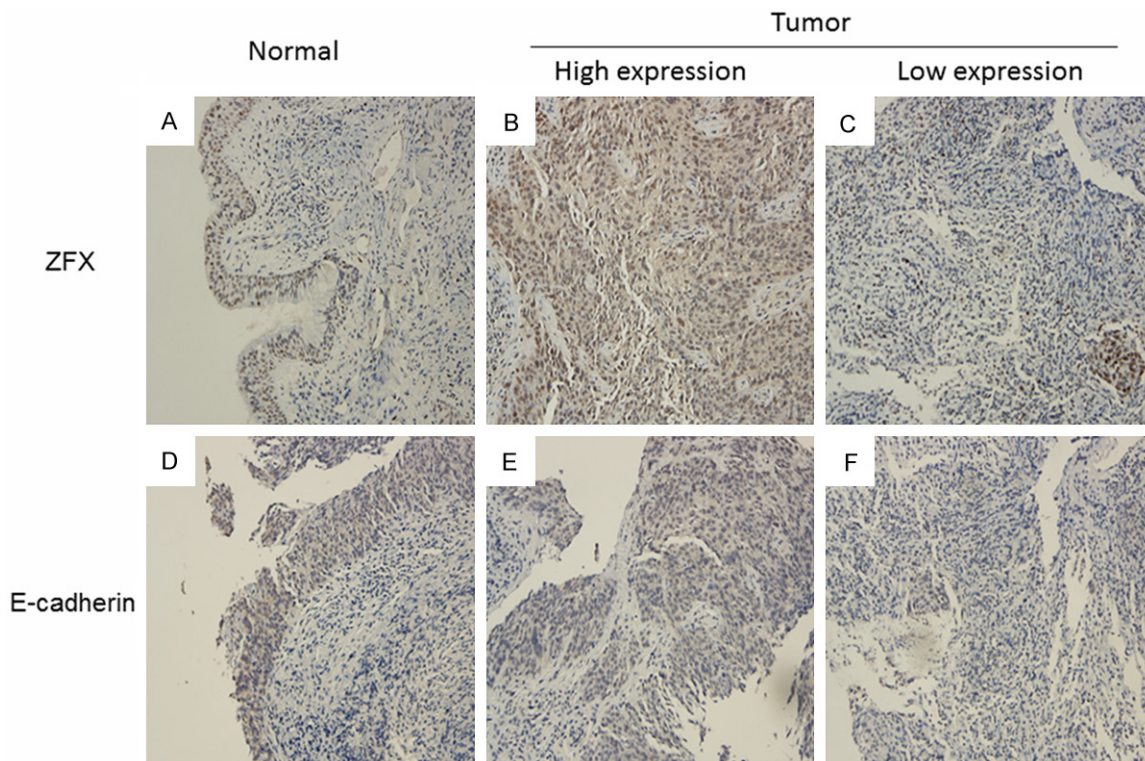 Tumor
Normal
High expression
Low expression
A
B
C
ZFX
D
E
F
E-cadherin